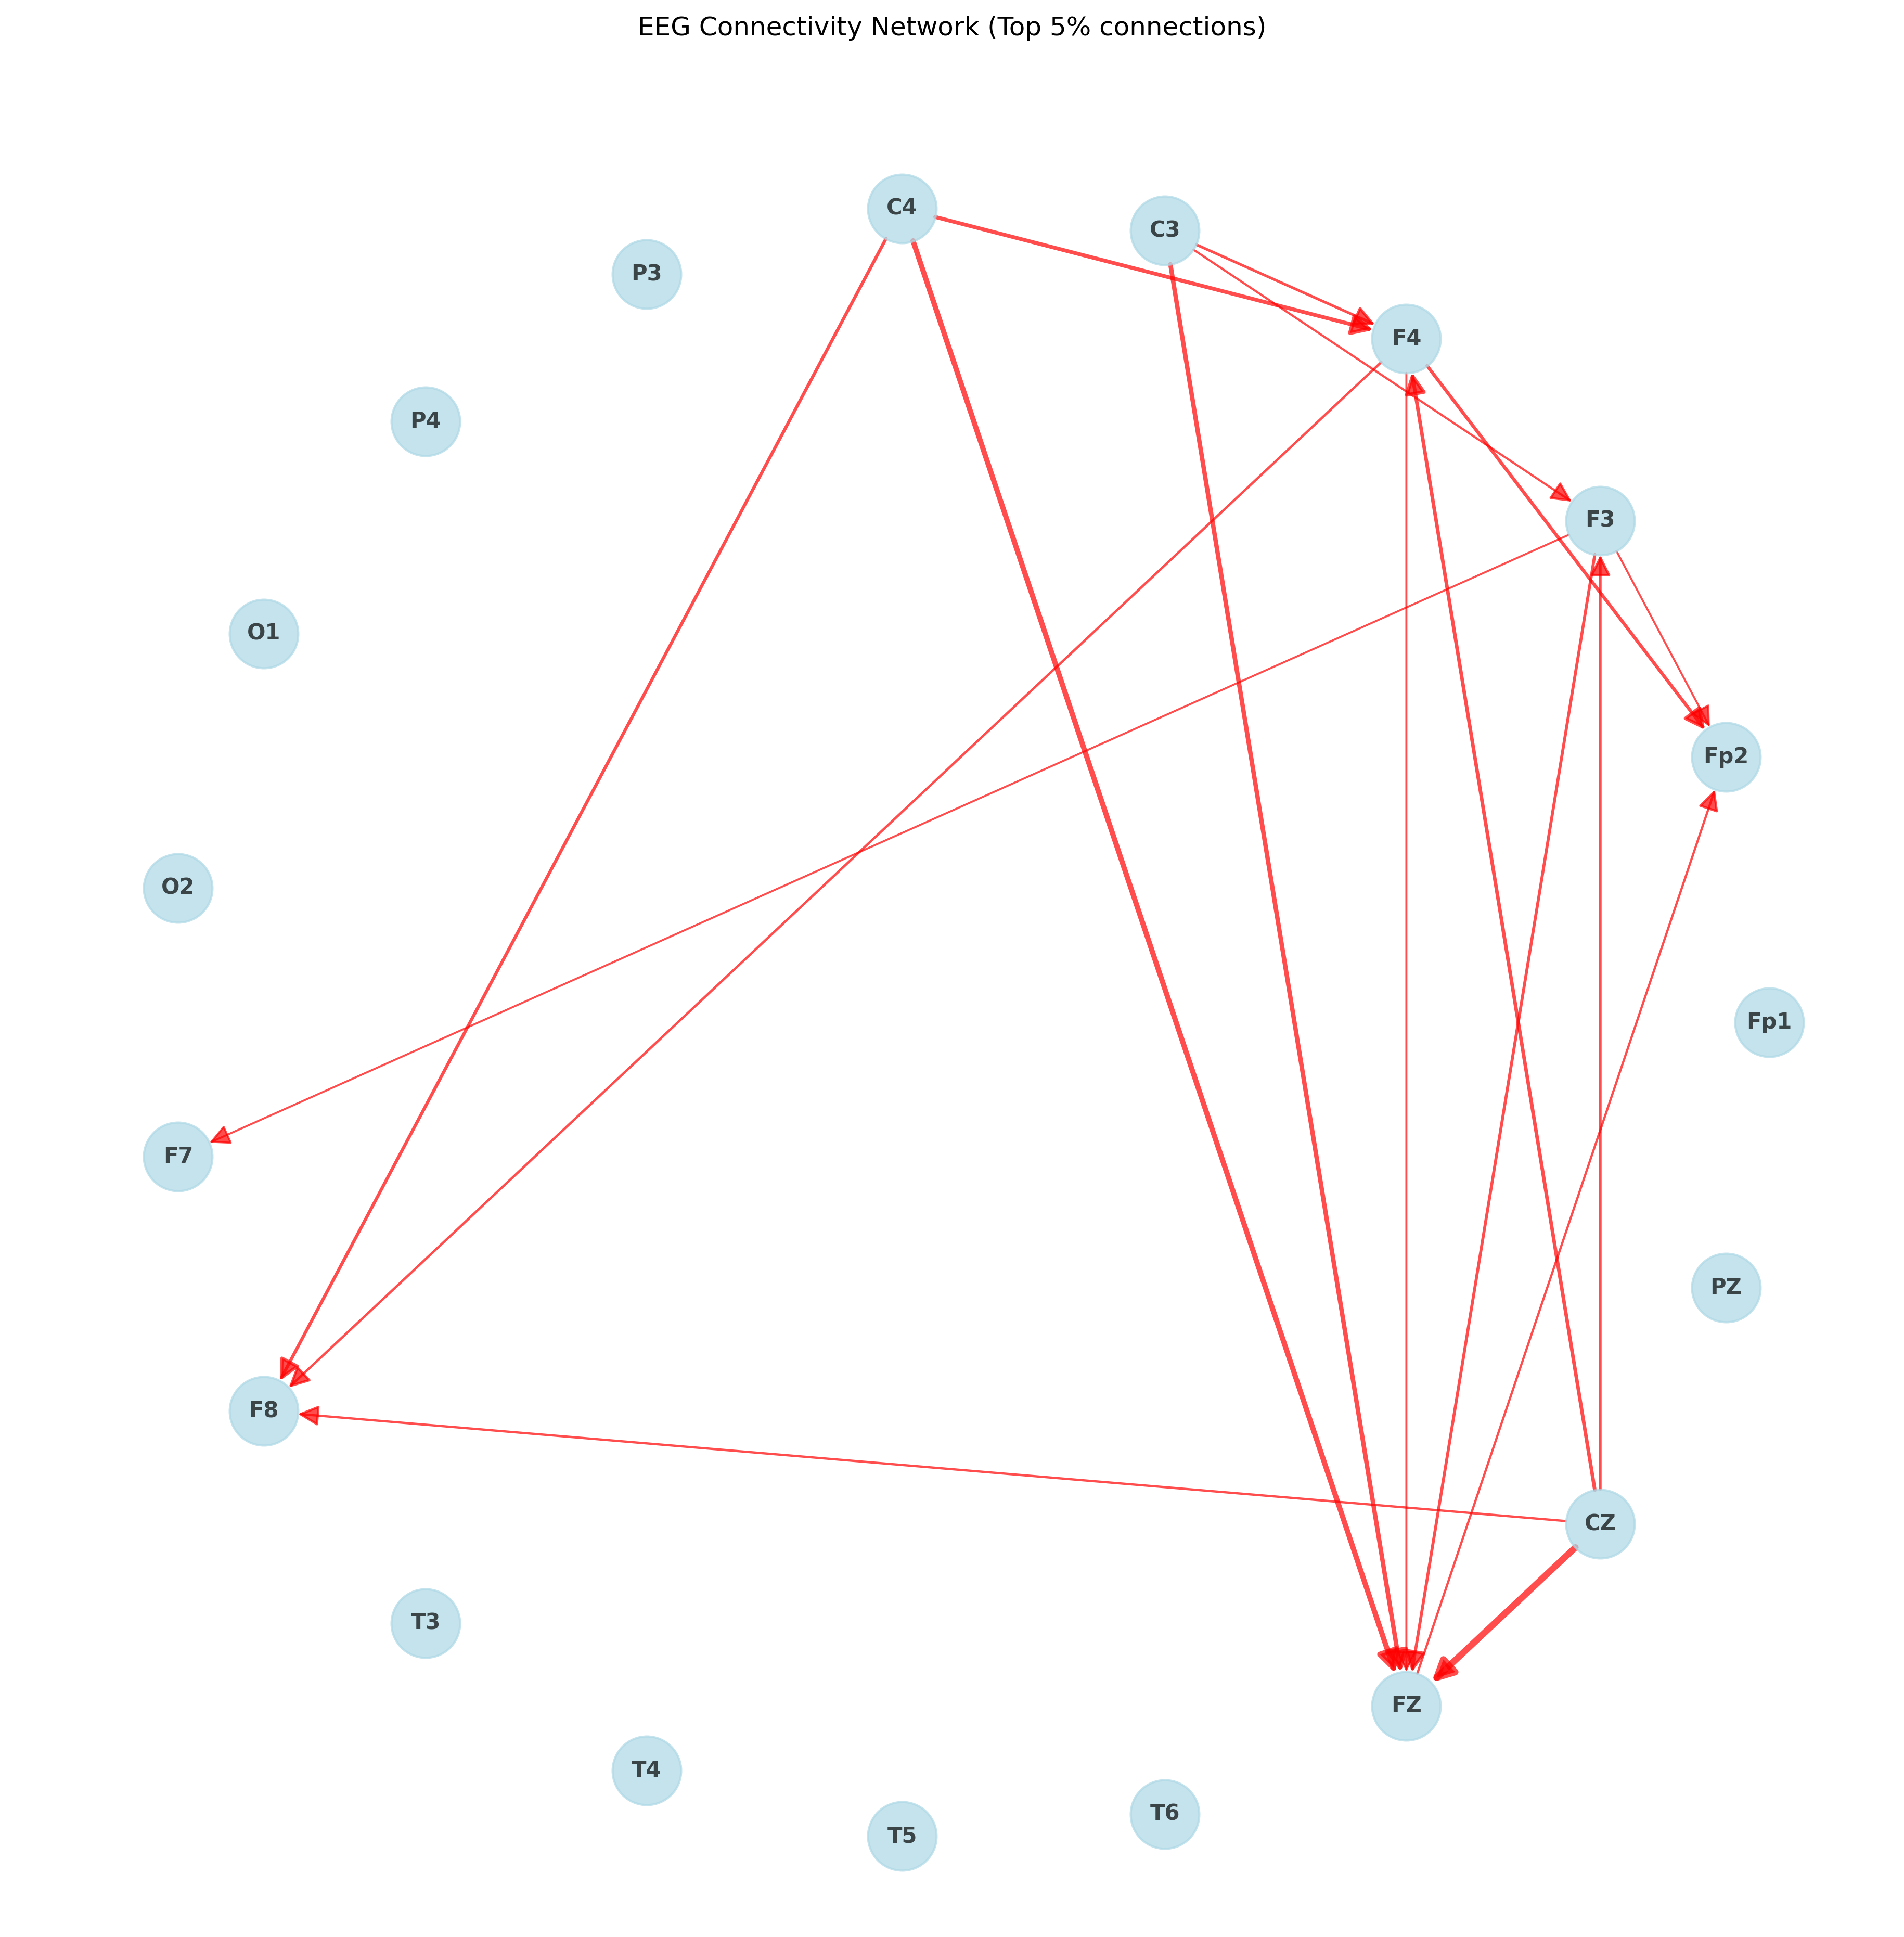 EEG Connectivity Network (Top 5% connections)
C4
C3
P3
F4
P4
F3
O1
Fp2
O2
Fp1
F7
PZ
F8
CZ
T3
FZ
T4
T6
T5